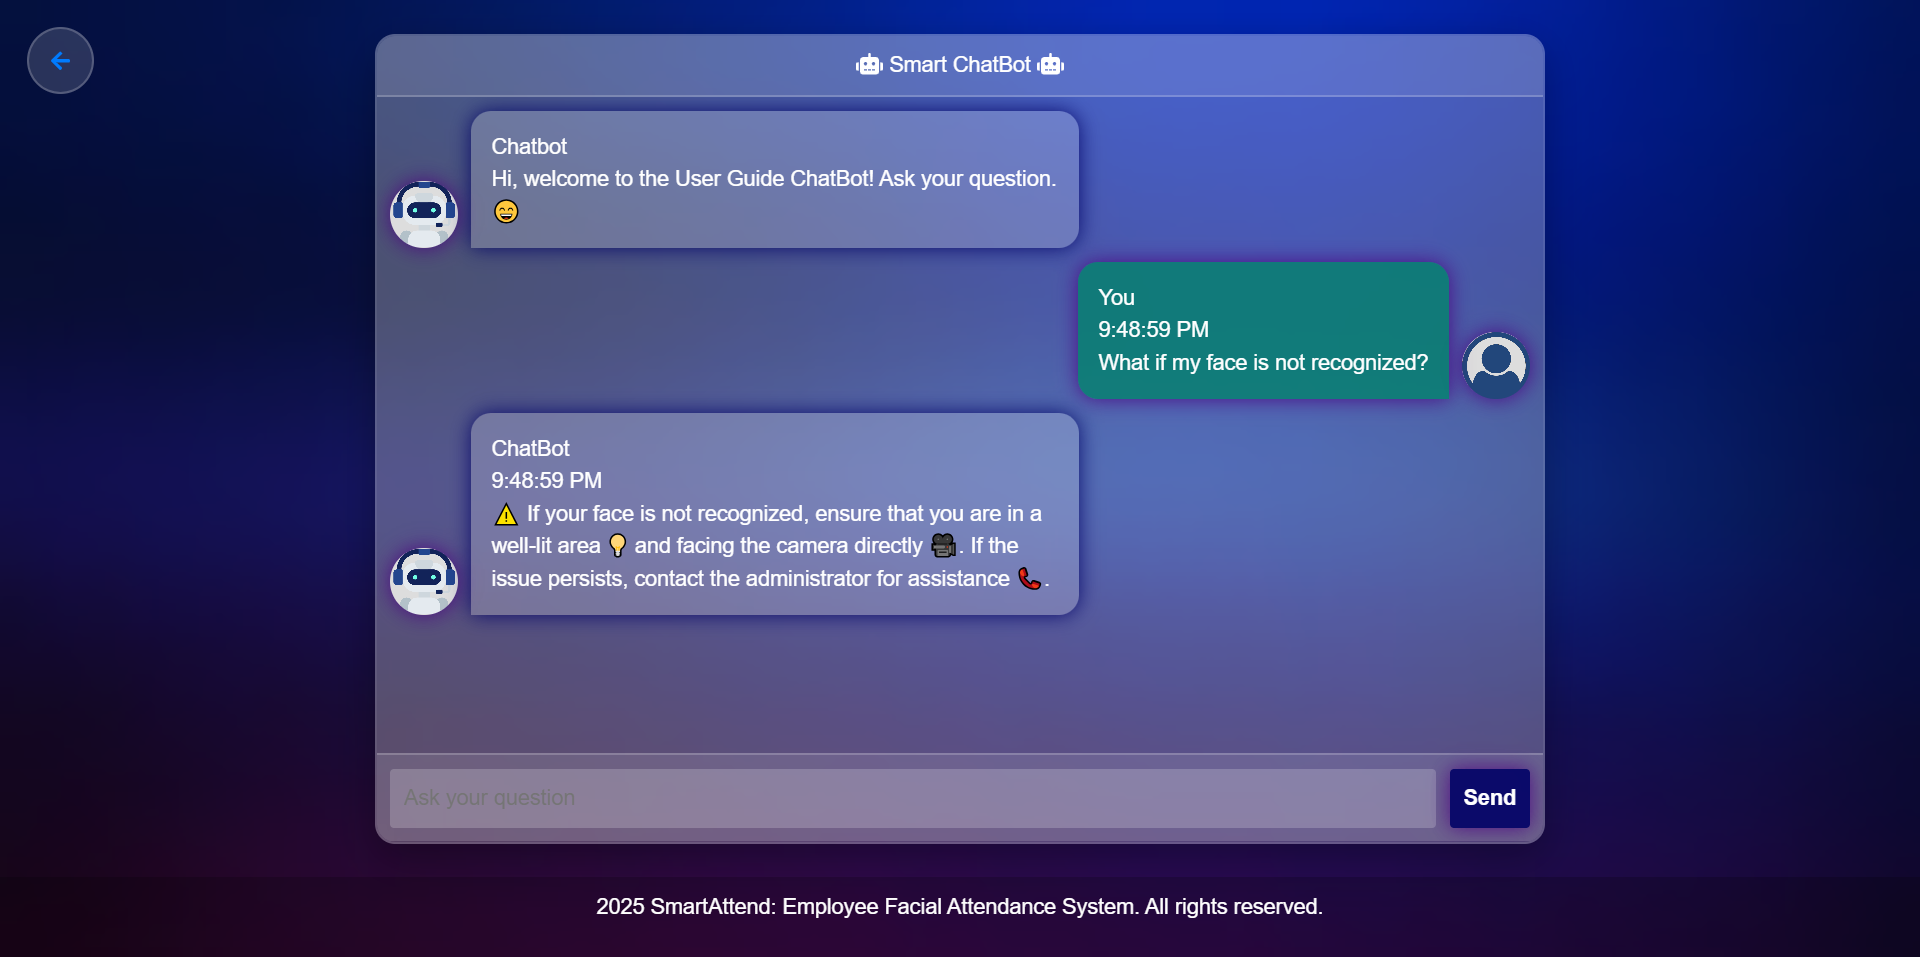 Smart ChatBot
Chatbot
Hi, welcome to the User Guide ChatBot! Ask your question.
😄
You
9:48:59 PM
What if my face is not recognized?
ChatBot
9:48:59 PM
⚠️ If your face is not recognized, ensure that you are in a
well-lit area 💡 and facing the camera directly 🎥. If the
issue persists, contact the administrator for assistance 📞.
Ask your question
Send
2025 SmartAttend: Employee Facial Attendance System. All rights reserved.